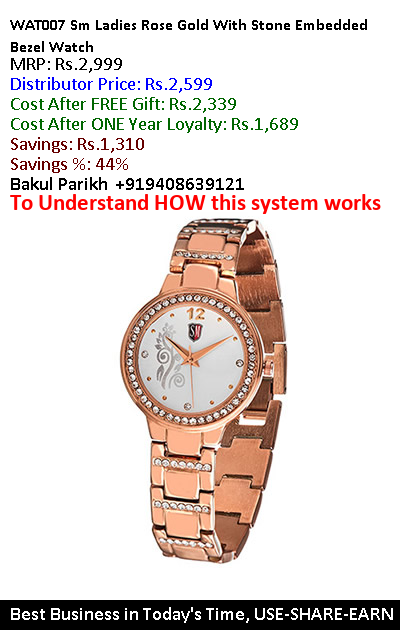 WAT007 Sm Ladies Rose Gold With Stone Embedded
Bezel Watch
MRP: Rs.2,999
Distributor Price: Rs.2,599
Cost After FREE Gift: Rs.2,339
Cost After ONE Year Loyalty: Rs.1,689
Savings: Rs.1,310
Savings %: 44%
Bakul Parikh +919408639121
To Understand HOW this system works
12
SM
Best Business in Today's Time, USE-SHARE-EARN